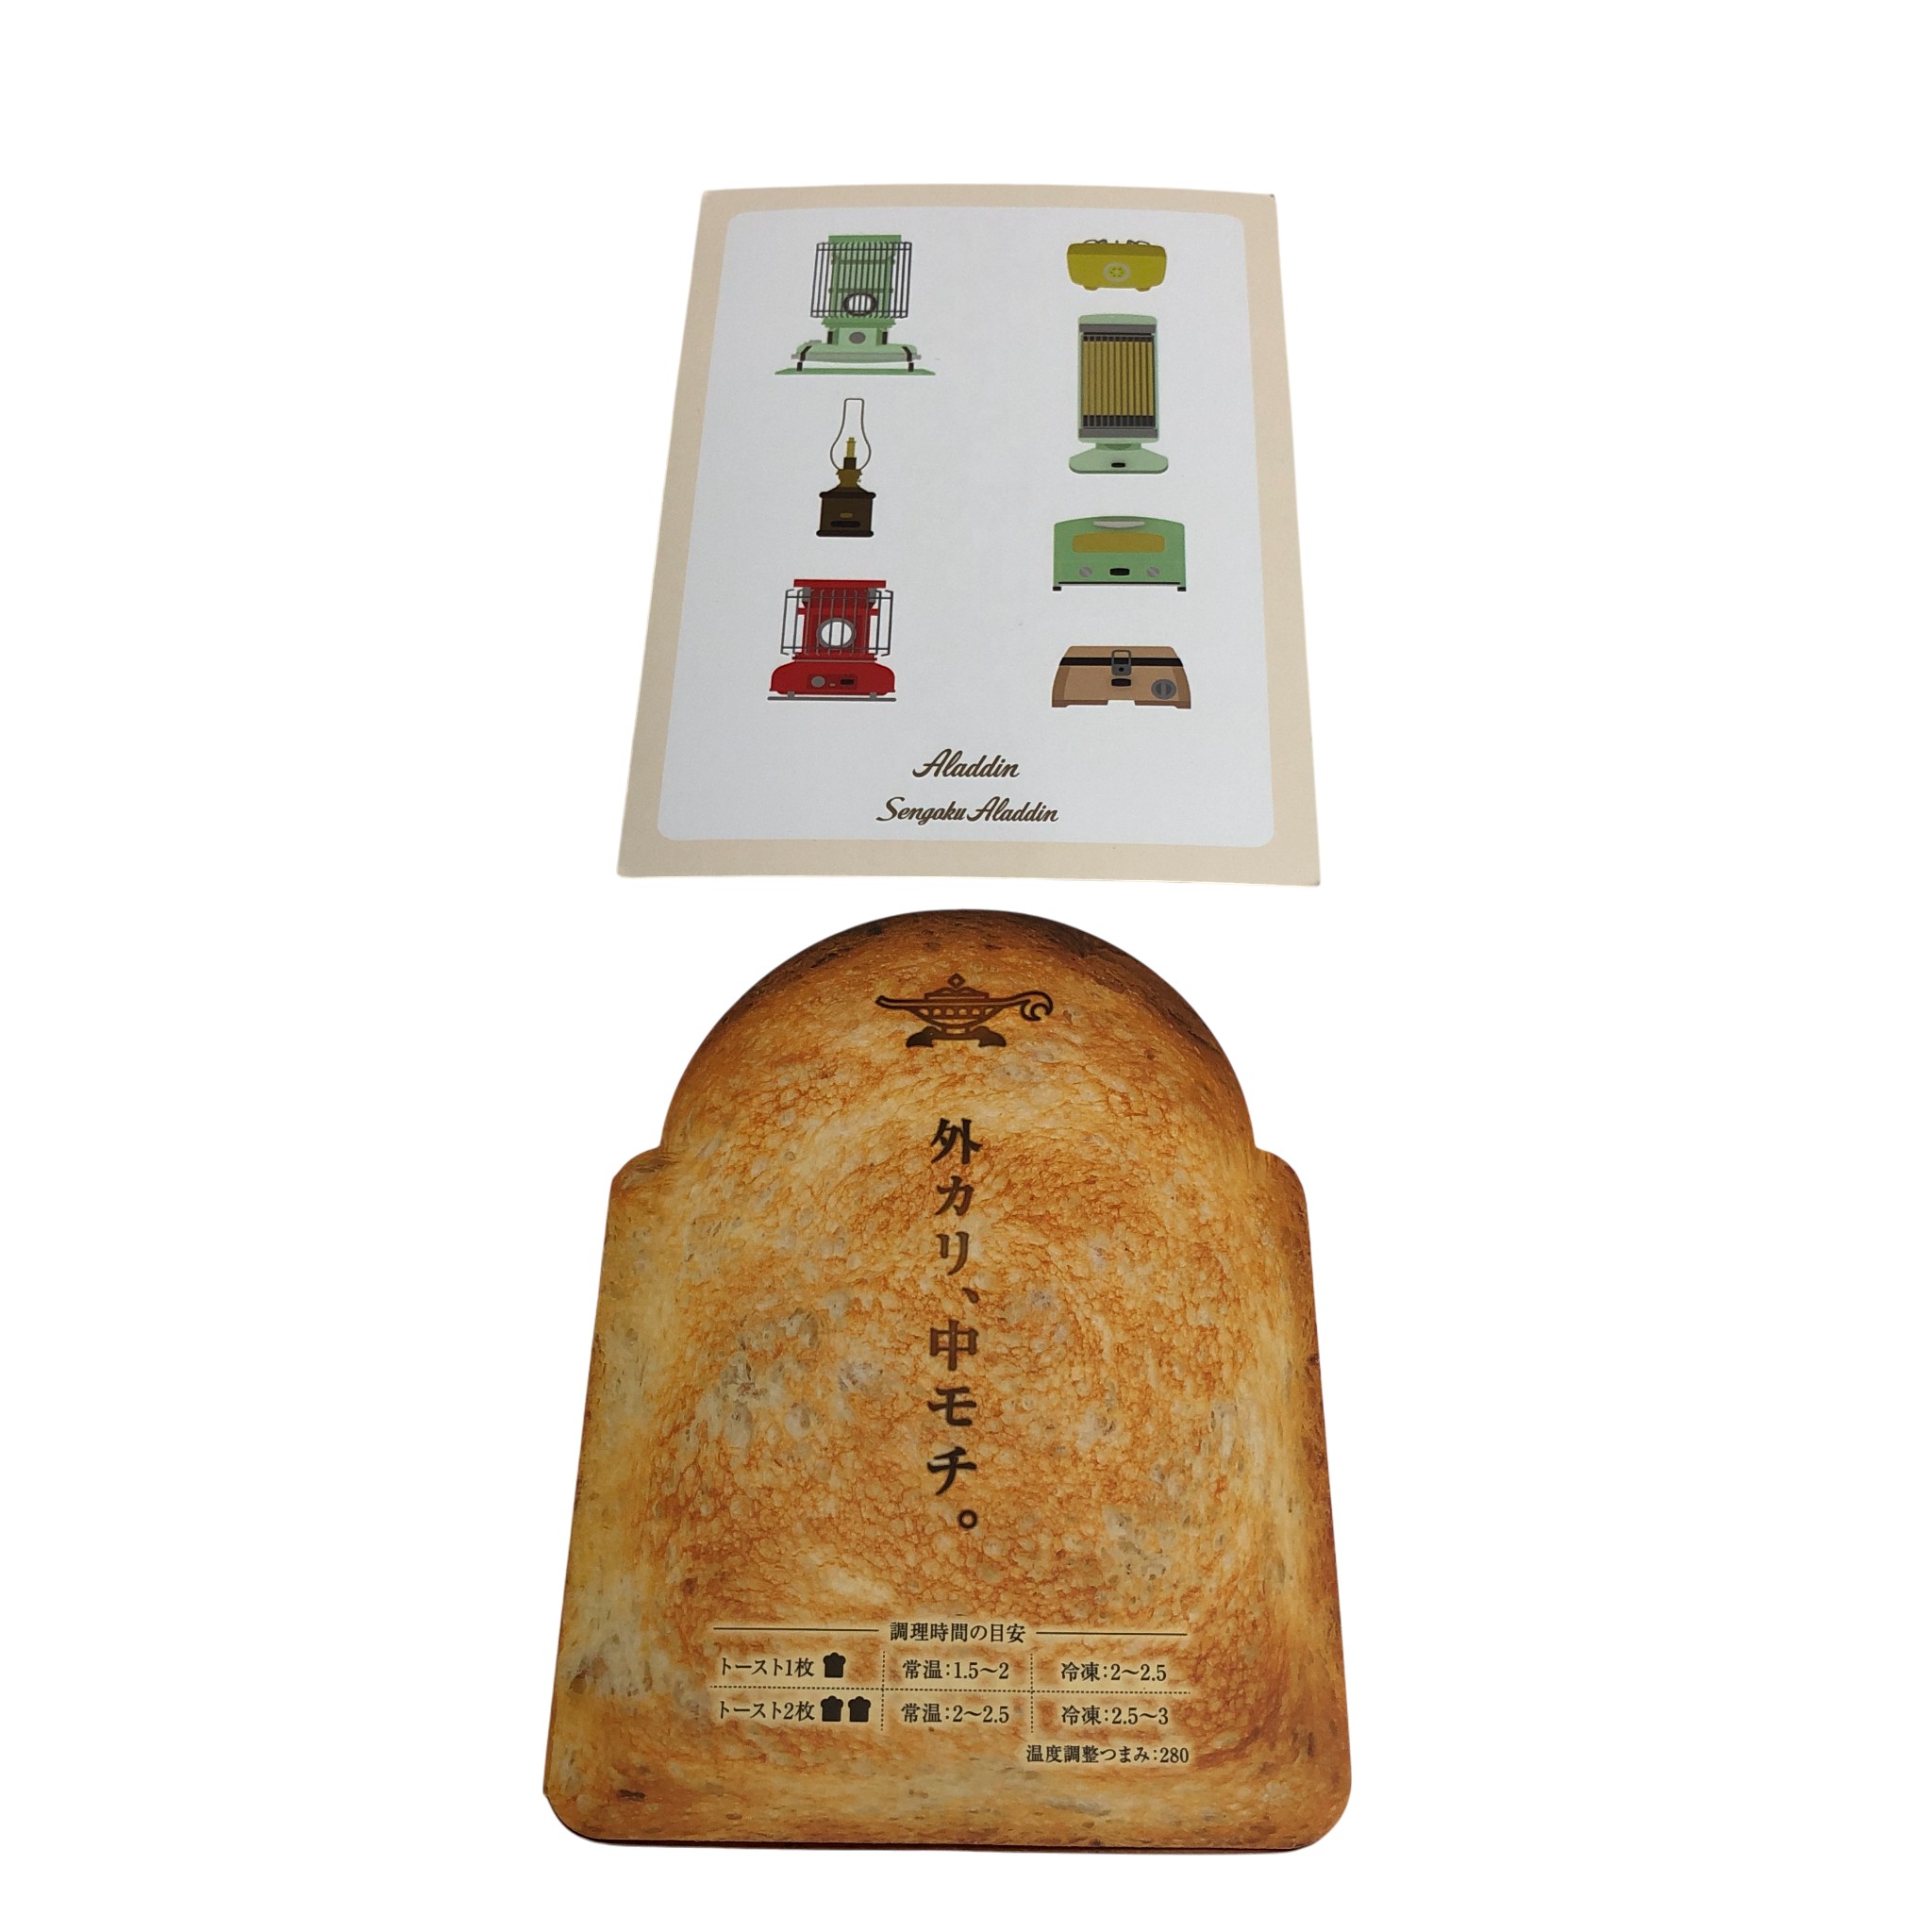 Aladdin
Sengoku Aladdin
外カリ、中モチ。
調理時間の目安
トースト1枚 常温:1.5〜2 冷凍:2〜2.5
トースト2枚 常温:2〜2.5 冷凍:2.5〜3
温度調整つまみ:280